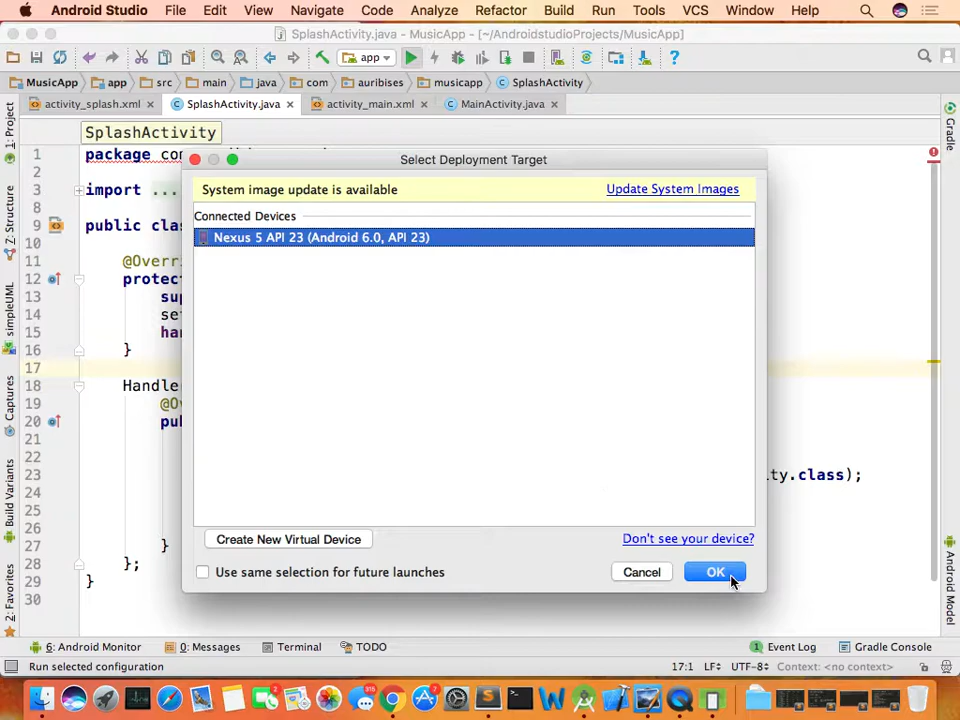 Android Studio File Edit View Navigate Code Analyze Refactor Build Run Tools VCS Window Help
SplashActivity.java - MusicApp - [~/AndroidstudioProjects/MusicApp]
app
MusicApp app src main java com auribises musicapp SplashActivity
activity_splash.xml SplashActivity.java activity_main.xml MainActivity.java
SplashActivity
1 package co
2
3 import ...
8
9 public clas
10
11 @Overri
12 protec
13 su
14 se
15 han
16 }
17
18 Handle
19 @Ov
20 pu
21
22
23 ty.class);
24
25
26
27 }
28 };
29 }
30
Select Deployment Target
System image update is available Update System Images
Connected Devices
Nexus 5 API 23 (Android 6.0, API 23)
Create New Virtual Device Don't see your device?
Use same selection for future launches Cancel OK
1: Project
Z: Structure
simpleUML
Captures
Build Variants
2: Favorites
Gradle
Android Model
6: Android Monitor 0: Messages Terminal TODO 1 Event Log Gradle Console
Run selected configuration 17:1 LF÷ UTF-8÷ Context: <no context>
316